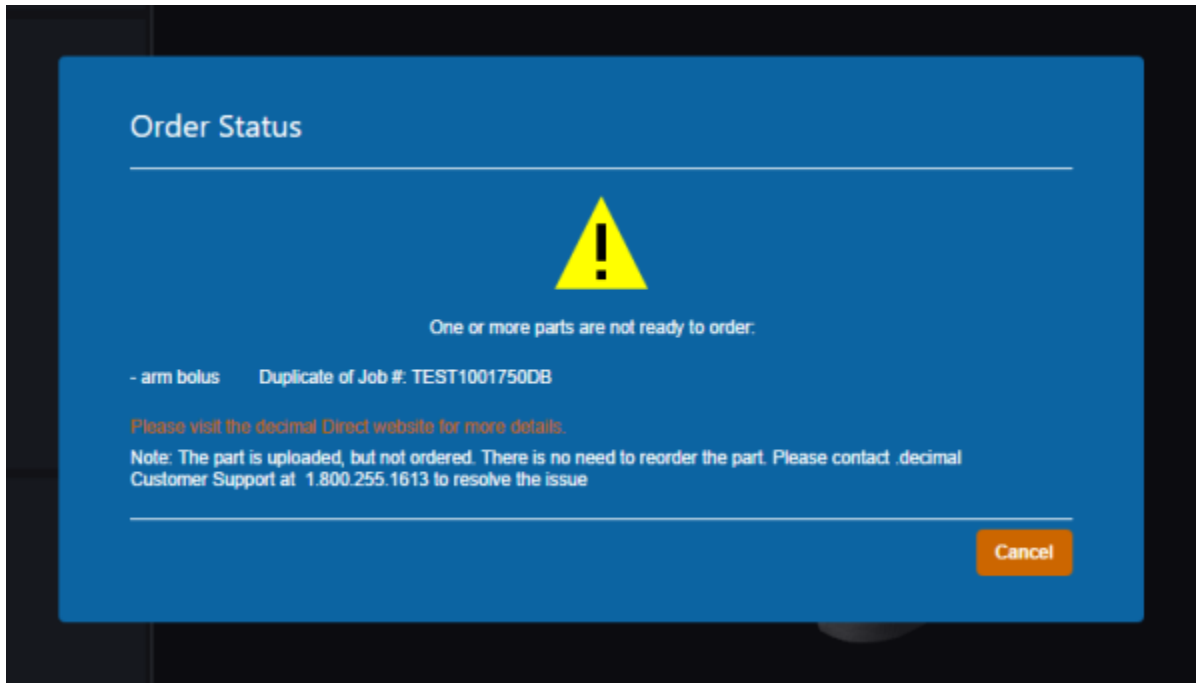 Order Status
!
One or more parts are not ready to order:
- arm bolus Duplicate of Job #: TEST1001750DB
Please visit the decimal Direct website for more details.
Note: The part is uploaded, but not ordered. There is no need to reorder the part. Please contact .decimal
Customer Support at 1.800.255.1613 to resolve the issue
Cancel